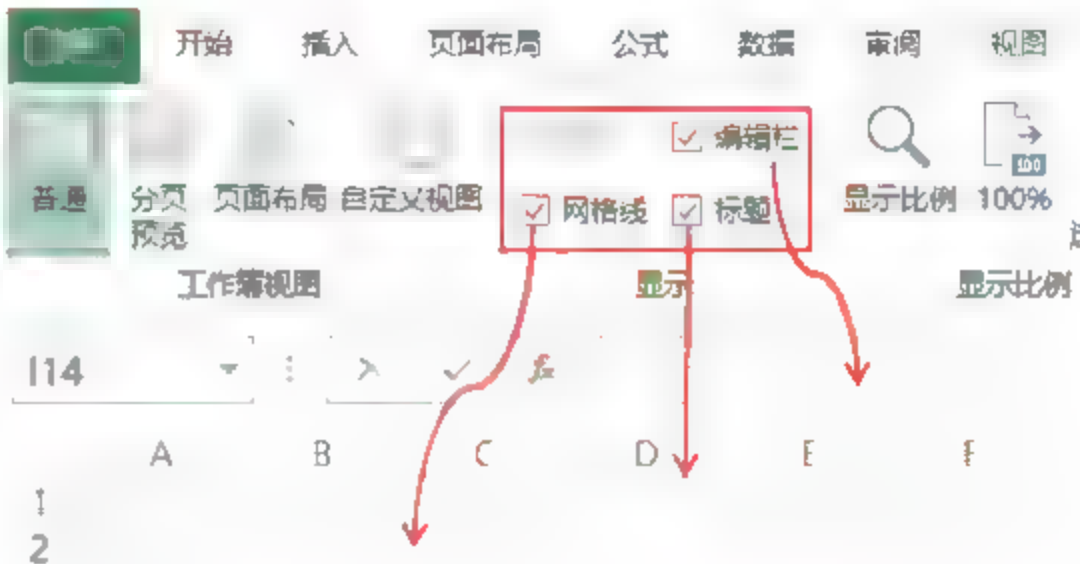 开始 插入 页面布局 公式 数据 审阅 视图
编辑栏
100
普通 分页 页面布局 自定义视图 网格线 标题 显示比例 100%
预览
工作簿视图 显示 显示比例
I14 fx
A B C D E F
1
2